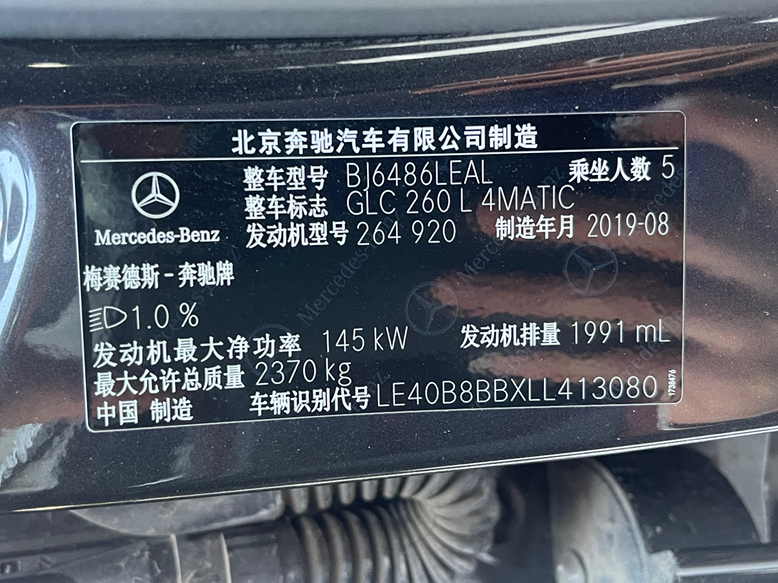 北京奔驰汽车有限公司制造
整车型号 BJ6486LEAL 乘坐人数 5
整车标志 GLC 260 L 4MATIC
发动机型号 264 920 制造年月 2019-08
Mercedes-Benz
梅赛德斯-奔驰牌
1.0 %
发动机最大净功率 145 kW 发动机排量 1991 mL
最大允许总质量 2370 kg
中国 制造 车辆识别代号 LE40B8BBXLL413080